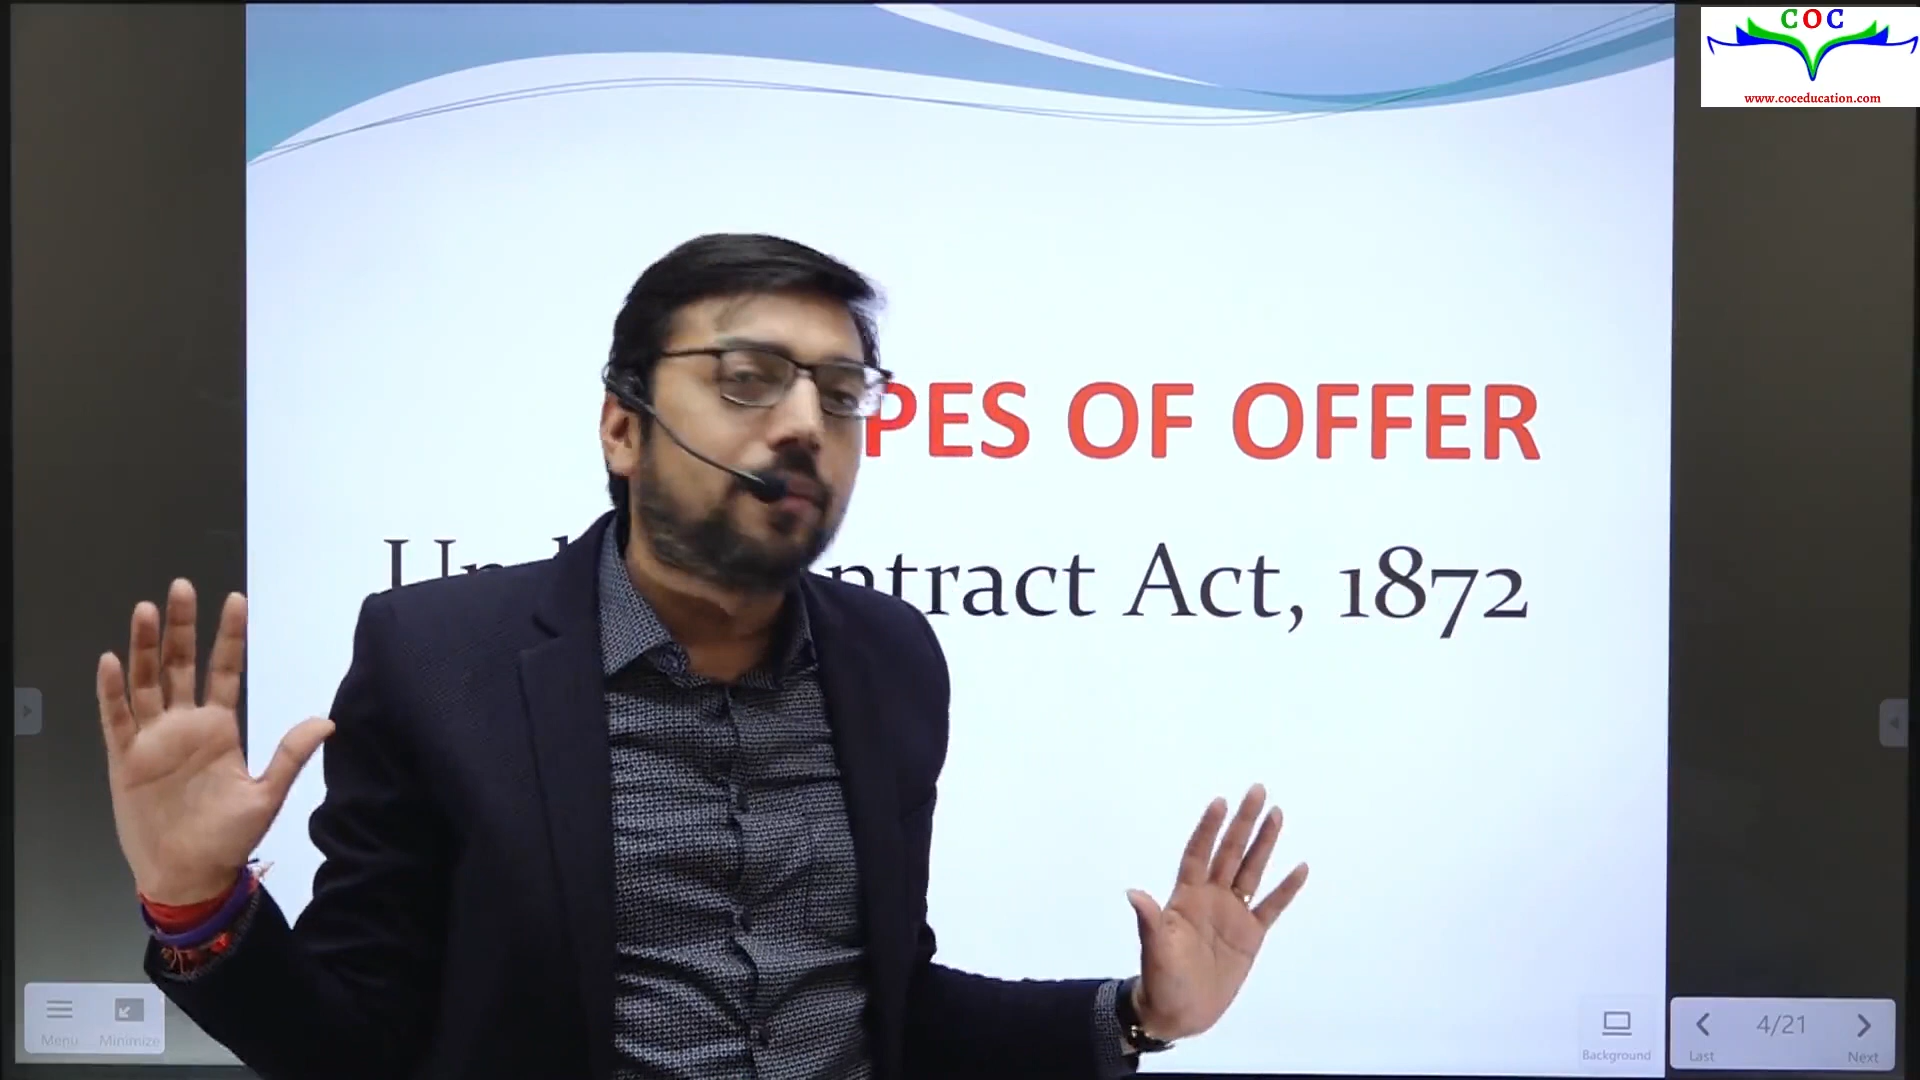 COC
www.coceducation.com
PES OF OFFER
ntract Act, 1872
Menu
Minimize
Background
4/21
Last
Next